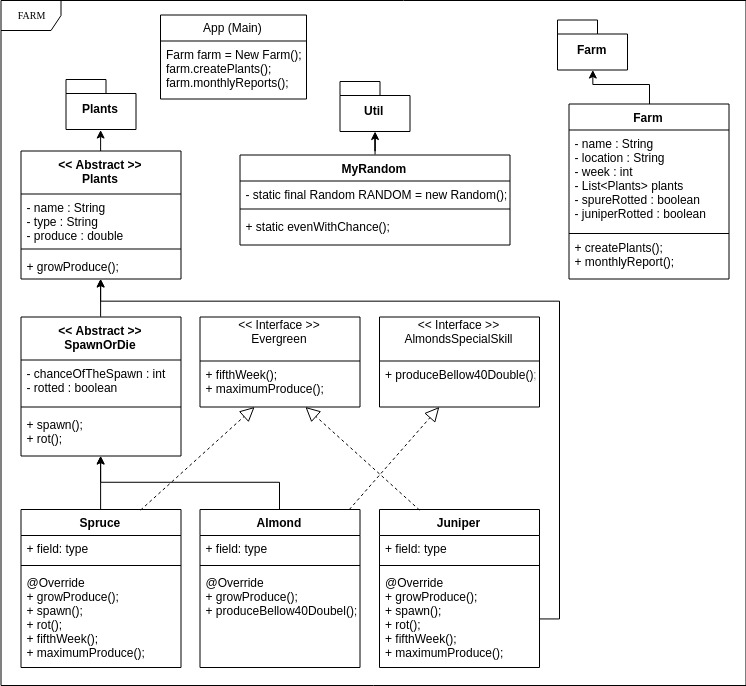 FARM
App (Main)
Farm farm = New Farm();
farm.createPlants();
farm.monthlyReports();
Plants
Util
Farm
<< Abstract >>
Plants
- name : String
- type : String
- produce : double
+ growProduce();
MyRandom
- static final Random RANDOM = new Random();
+ static evenWithChance();
Farm
- name : String
- location : String
- week : int
- List<Plants> plants
- spureRotted : boolean
- juniperRotted : boolean
+ createPlants();
+ monthlyReport();
<< Abstract >>
SpawnOrDie
- chanceOfTheSpawn : int
- rotted : boolean
+ spawn();
+ rot();
<< Interface >>
Evergreen
+ fifthWeek();
+ maximumProduce();
<< Interface >>
AlmondsSpecialSkill
+ produceBellow40Double();
Spruce
+ field: type
@Override
+ growProduce();
+ spawn();
+ rot();
+ fifthWeek();
+ maximumProduce();
Almond
+ field: type
@Override
+ growProduce();
+ produceBellow40Doubel();
Juniper
+ field: type
@Override
+ growProduce();
+ spawn();
+ rot();
+ fifthWeek();
+ maximumProduce();